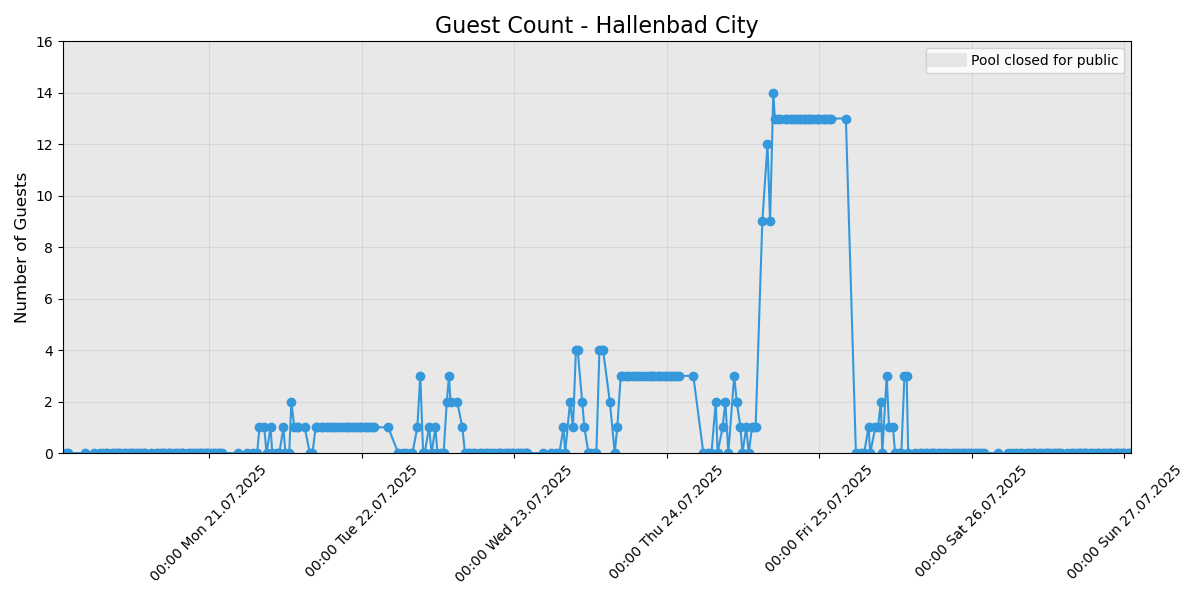 Guest Count - Hallenbad City
Pool closed for public
Number of Guests
16
14
12
10
8
6
4
2
0
00:00 Mon 21.07.2025
00:00 Tue 22.07.2025
00:00 Wed 23.07.2025
00:00 Thu 24.07.2025
00:00 Fri 25.07.2025
00:00 Sat 26.07.2025
00:00 Sun 27.07.2025